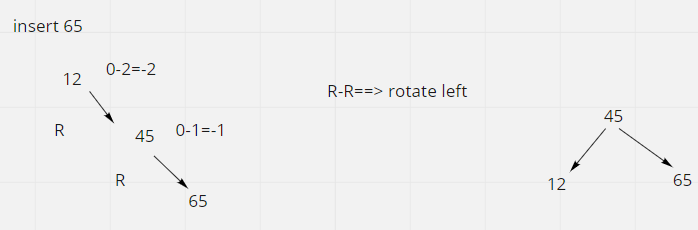 insert 65
12 0-2=-2
R-R==> rotate left
45
R 45 0-1=-1
R
12 65
65